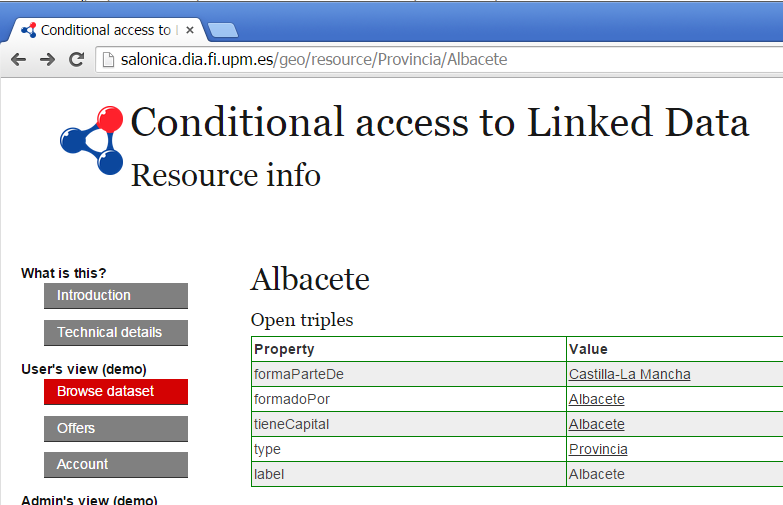 Conditional access to
salonica.dia.fi.upm.es/geo/resource/Provincia/Albacete
Conditional access to Linked Data
Resource info
What is this?
Introduction
Technical details
User's view (demo)
Browse dataset
Offers
Account
Admin's view (demo)
Albacete
Open triples
Property Value
formaParteDe Castilla-La Mancha
formadoPor Albacete
tieneCapital Albacete
type Provincia
label Albacete